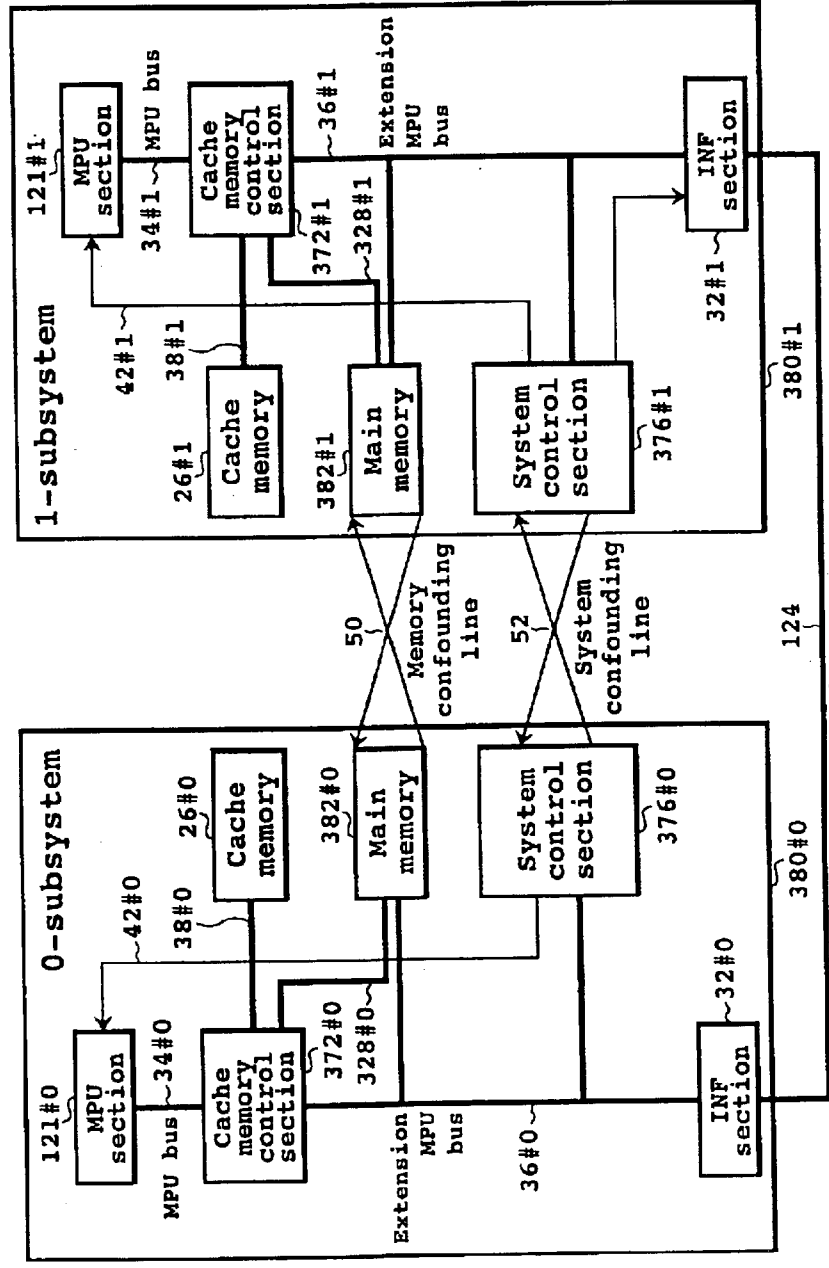 0-subsystem
121#0
MPU
section
34#0
MPU bus
42#0
38#0
26#0
Cache
memory
Cache
memory
control
section
372#0
328#0
382#0
Main
memory
Extension
MPU
bus
36#0
System
control
section
376#0
INF
section
32#0
380#0
50
Memory
confounding
line
52
System
confounding
line
124
1-subsystem
121#1
MPU
section
34#1
MPU bus
42#1
38#1
26#1
Cache
memory
Cache
memory
control
section
372#1
328#1
36#1
Extension
MPU
bus
382#1
Main
memory
System
control
section
376#1
INF
section
32#1
380#1